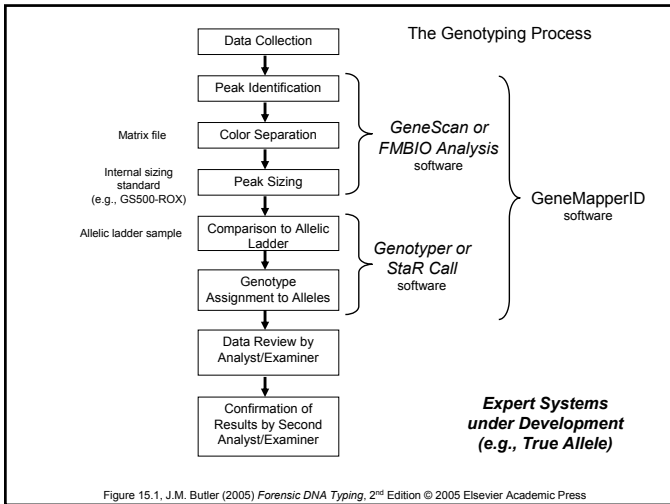 The Genotyping Process
Data Collection
Peak Identification
Matrix file
Color Separation
Internal sizing
standard
(e.g., GS500-ROX)
Peak Sizing
GeneScan or
FMBIO Analysis
software
Allelic ladder sample
Comparison to Allelic
Ladder
Genotype
Assignment to Alleles
Genotyper or
StaR Call
software
GeneMapperID
software
Data Review by
Analyst/Examiner
Confirmation of
Results by Second
Analyst/Examiner
Expert Systems
under Development
(e.g., True Allele)
Figure 15.1, J.M. Butler (2005) Forensic DNA Typing, 2nd Edition © 2005 Elsevier Academic Press